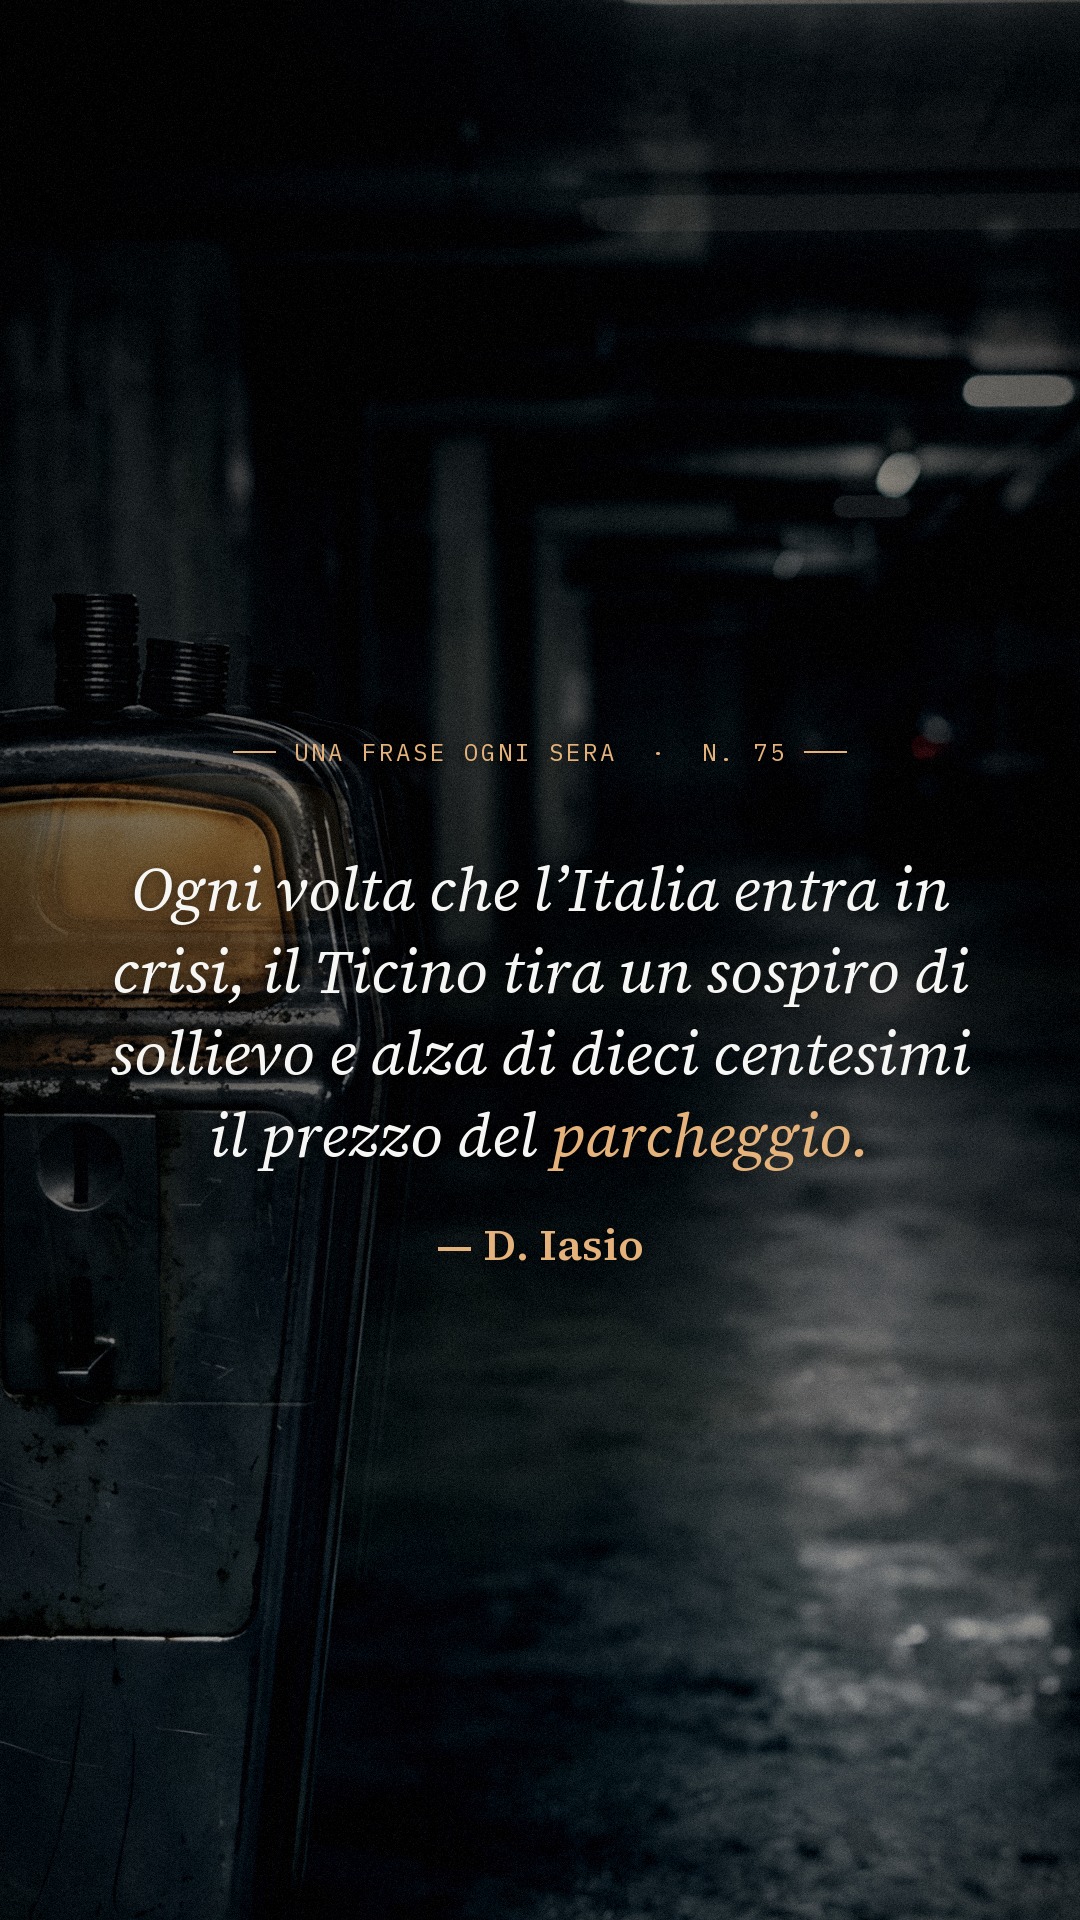 — UNA FRASE OGNI SERA · N. 75 —
Ogni volta che l’Italia entra in
crisi, il Ticino tira un sospiro di
sollievo e alza di dieci centesimi
il prezzo del parcheggio.
— D. Iasio